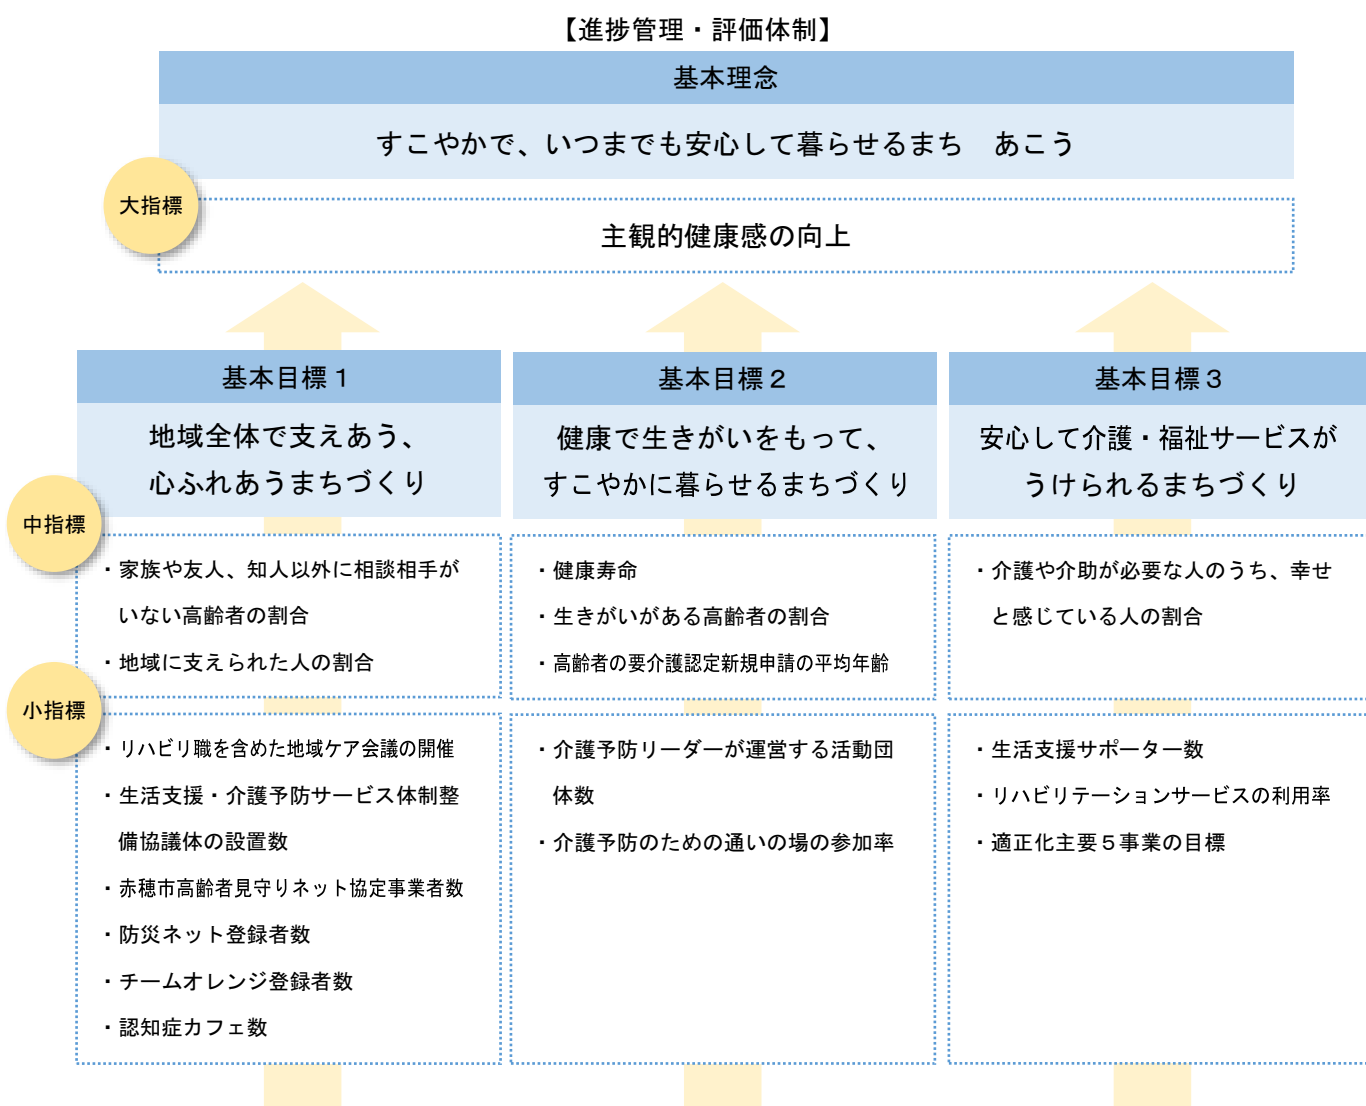 【進捗管理・評価体制】
基本理念
すこやかで、いつまでも安心して暮らせるまち　あこう
大指標
主観的健康感の向上
基本目標１
地域全体で支えあう、
心ふれあうまちづくり
中指標
・家族や友人、知人以外に相談相手が
いない高齢者の割合
・地域に支えられた人の割合
小指標
・リハビリ職を含めた地域ケア会議の開催
・生活支援・介護予防サービス体制整
備協議体の設置数
・赤穂市高齢者見守りネット協定事業者数
・防災ネット登録者数
・チームオレンジ登録者数
・認知症カフェ数
基本目標２
健康で生きがいをもって、
すこやかに暮らせるまちづくり
・健康寿命
・生きがいがある高齢者の割合
・高齢者の要介護認定新規申請の平均年齢
・介護予防リーダーが運営する活動団
体数
・介護予防のための通いの場の参加率
基本目標３
安心して介護・福祉サービスが
うけられるまちづくり
・介護や介助が必要な人のうち、幸せ
と感じている人の割合
・生活支援サポーター数
・リハビリテーションサービスの利用率
・適正化主要５事業の目標